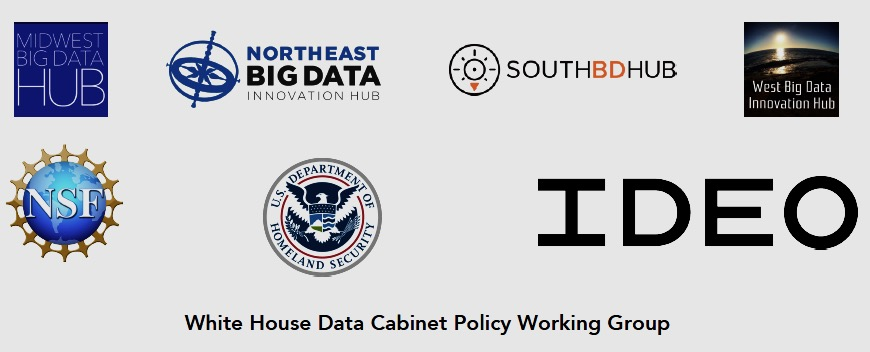 MIDWEST
BIG DATA
HUB
NORTHEAST
BIG DATA
INNOVATION HUB
SOUTHBDHUB
West Big Data
Innovation Hub
NSF
U.S. DEPARTMENT OF
HOMELAND SECURITY
IDEO
White House Data Cabinet Policy Working Group